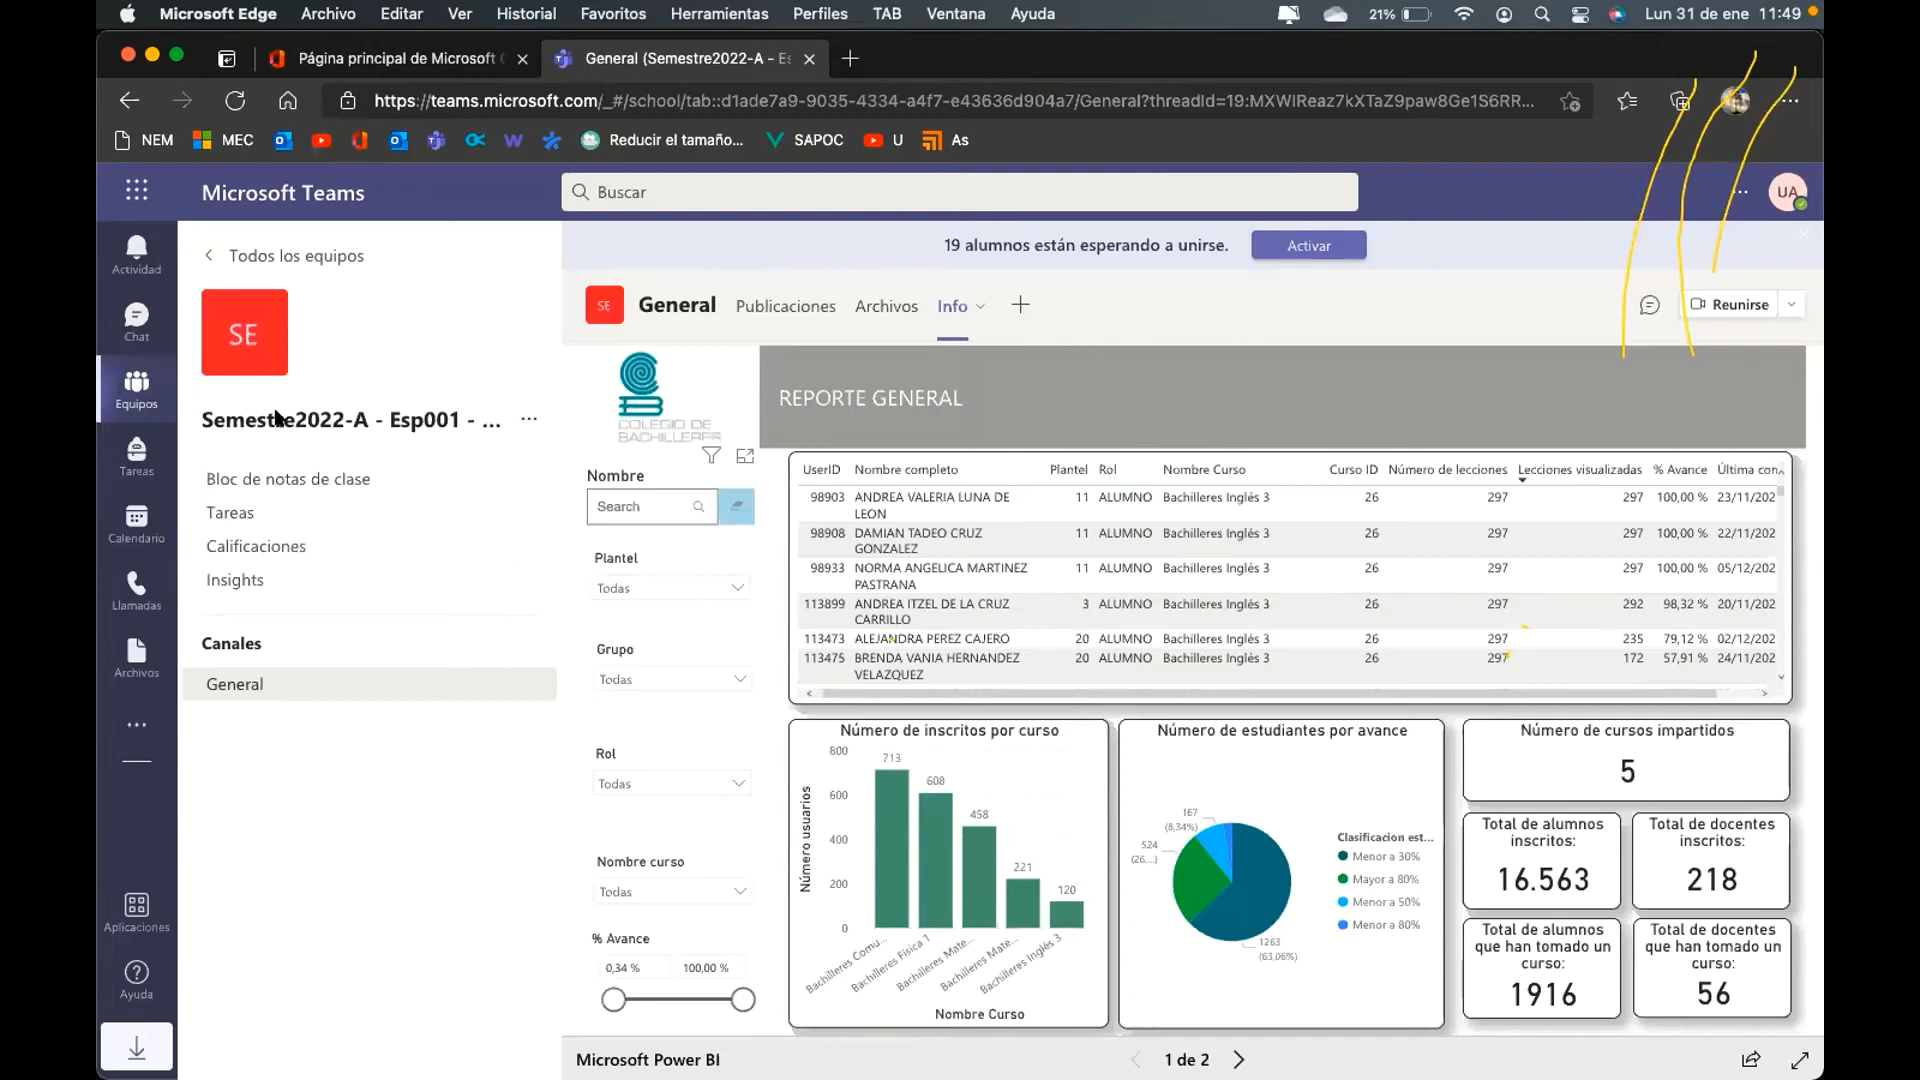 Microsoft Edge Archivo Editar Ver Historial Favoritos Herramientas Perfiles TAB Ventana Ayuda 21% Lun 31 de ene 11:49
Página principal de Microsoft
General (Semestre2022-A - Es
https://teams.microsoft.com/_#/school/tab::d1ade7a9-9035-4334-a4f7-e43636d904a7/General?threadId=19:MXWIReaz7kXTaZ9paw8Ge1S6RR...
NEM MEC Reducir el tamaño... SAPOC U As
Microsoft Teams
Buscar
UA
Actividad
Chat
Equipos
Tareas
Calendario
Llamadas
Archivos
Aplicaciones
Ayuda
Todos los equipos
SE
Semestre2022-A - Esp001 - ...
Bloc de notas de clase
Tareas
Calificaciones
Insights
Canales
General
19 alumnos están esperando a unirse. Activar
SE General Publicaciones Archivos Info Reunirse
COLEGIO DE
BACHILLERES
REPORTE GENERAL
Nombre
Search
Plantel
Todas
Grupo
Todas
Rol
Todas
Nombre curso
Todas
% Avance
0,34 % 100,00 %
UserID Nombre completo Plantel Rol Nombre Curso Curso ID Número de lecciones Lecciones visualizadas % Avance Última con
98903 ANDREA VALERIA LUNA DE LEON 11 ALUMNO Bachilleres Inglés 3 26 297 297 100,00 % 23/11/202
98908 DAMIAN TADEO CRUZ GONZALEZ 11 ALUMNO Bachilleres Inglés 3 26 297 297 100,00 % 22/11/202
98933 NORMA ANGELICA MARTINEZ PASTRANA 11 ALUMNO Bachilleres Inglés 3 26 297 297 100,00 % 05/12/202
113899 ANDREA ITZEL DE LA CRUZ CARRILLO 3 ALUMNO Bachilleres Inglés 3 26 297 292 98,32 % 20/11/202
113473 ALEJANDRA PEREZ CAJERO 20 ALUMNO Bachilleres Inglés 3 26 297 235 79,12 % 02/12/202
113475 BRENDA VANIA HERNANDEZ VELAZQUEZ 20 ALUMNO Bachilleres Inglés 3 26 297 172 57,91 % 24/11/202
Número de inscritos por curso
Número usuarios
800
600
400
200
0
713
608
458
221
120
Bachilleres Comu...
Bachilleres Física 1
Bachilleres Mate...
Bachilleres Mate...
Bachilleres Inglés 3
Nombre Curso
Número de estudiantes por avance
167
(8,34%)
524
(26,...)
1263
(63,06%)
Clasificacion est...
Menor a 30%
Mayor a 80%
Menor a 50%
Menor a 80%
Número de cursos impartidos
5
Total de alumnos
inscritos:
16.563
Total de docentes
inscritos:
218
Total de alumnos
que han tomado un
curso:
1916
Total de docentes
que han tomado un
curso:
56
Microsoft Power BI
1 de 2